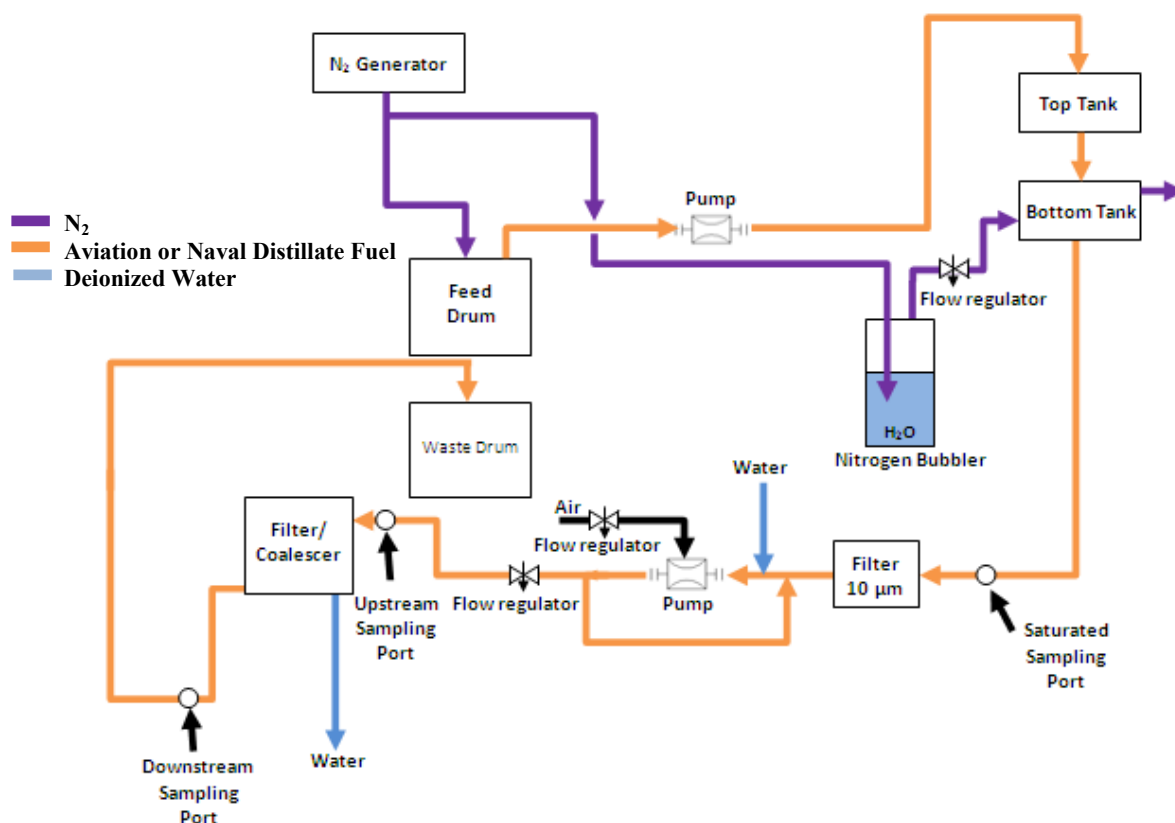 N₂ Generator
Top Tank
Pump
Bottom Tank
N₂
Aviation or Naval Distillate Fuel
Deionized Water
Feed
Drum
Flow regulator
Waste Drum
H₂O
Nitrogen Bubbler
Water
Air
Flow regulator
Filter/
Coalescer
Filter
10 µm
Flow regulator
Pump
Upstream
Sampling
Port
Saturated
Sampling
Port
Water
Downstream
Sampling
Port